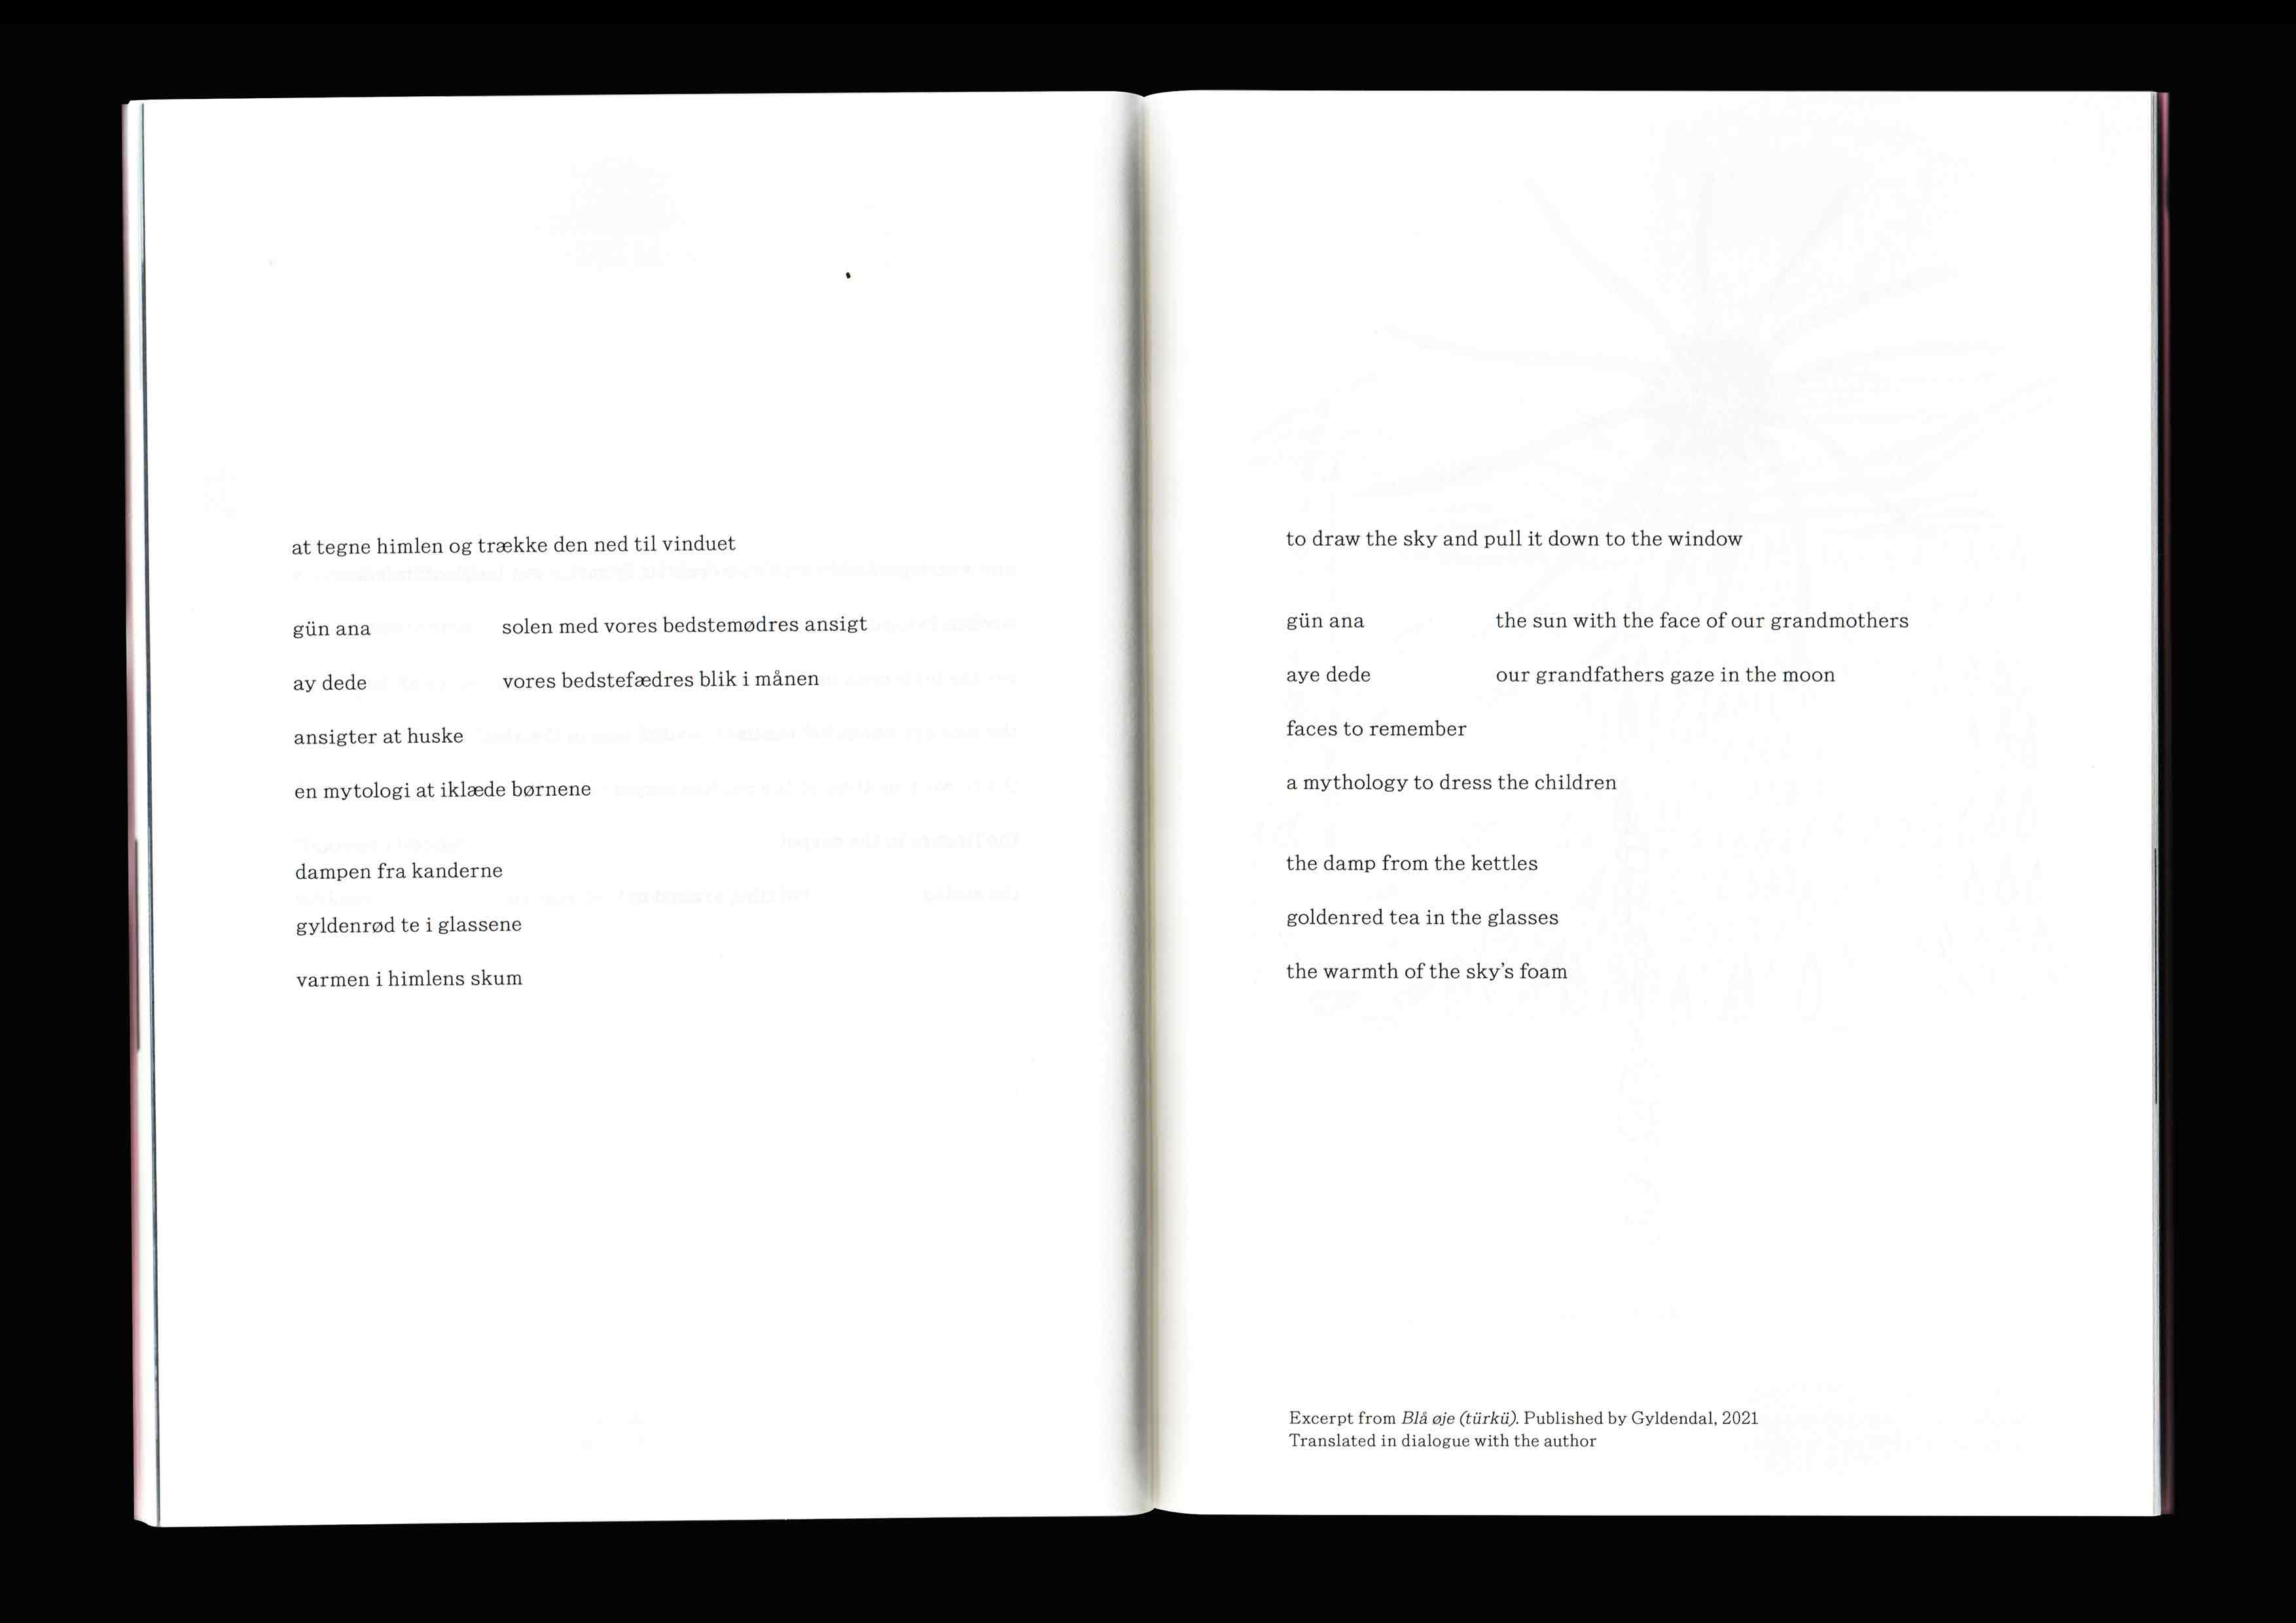 at tegne himlen og trække den ned til vinduet
gün ana solen med vores bedstemødres ansigt
ay dede vores bedstefædres blik i månen
ansigter at huske
en mytologi at iklæde børnene
dampen fra kanderne
gyldenrød te i glassene
varmen i himlens skum
to draw the sky and pull it down to the window
gün ana the sun with the face of our grandmothers
aye dede our grandfathers gaze in the moon
faces to remember
a mythology to dress the children
the damp from the kettles
goldenred tea in the glasses
the warmth of the sky's foam
Excerpt from Blå øje (türkü). Published by Gyldendal, 2021
Translated in dialogue with the author